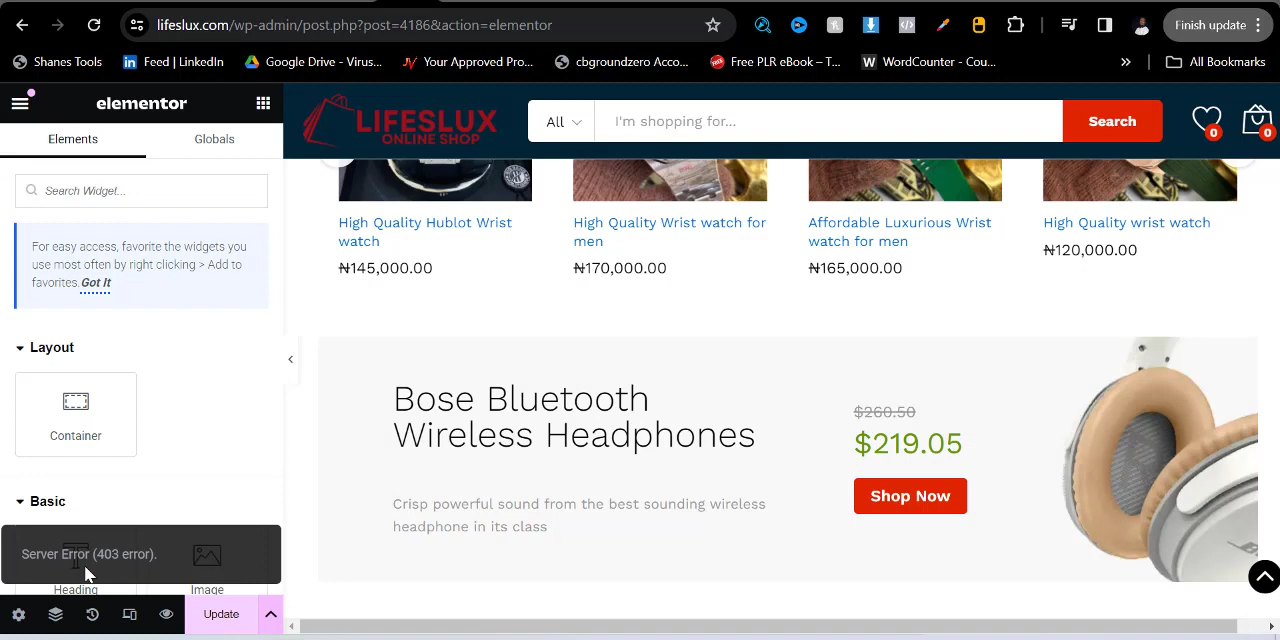 lifeslux.com/wp-admin/post.php?post=4186&action=elementor
Finish update
Shanes Tools
Feed | LinkedIn
Google Drive - Virus...
Your Approved Pro...
cbgroundzero Acco...
Free PLR eBook – T...
WordCounter - Cou...
»
All Bookmarks
elementor
LIFESLUX
ONLINE SHOP
All
I'm shopping for...
Search
0
0
Elements
Globals
Search Widget...
For easy access, favorite the widgets you
use most often by right clicking > Add to
favorites. Got It
Layout
Container
Basic
Server Error (403 error).
Heading
Image
Update
High Quality Hublot Wrist
watch
₦145,000.00
High Quality Wrist watch for
men
₦170,000.00
Affordable Luxurious Watch
watch for men
₦165,000.00
High Quality wrist watch
₦120,000.00
Bose Bluetooth
Wireless Headphones
Crisp powerful sound from the best sounding wireless
headphone in its class
$260.50
$219.05
Shop Now